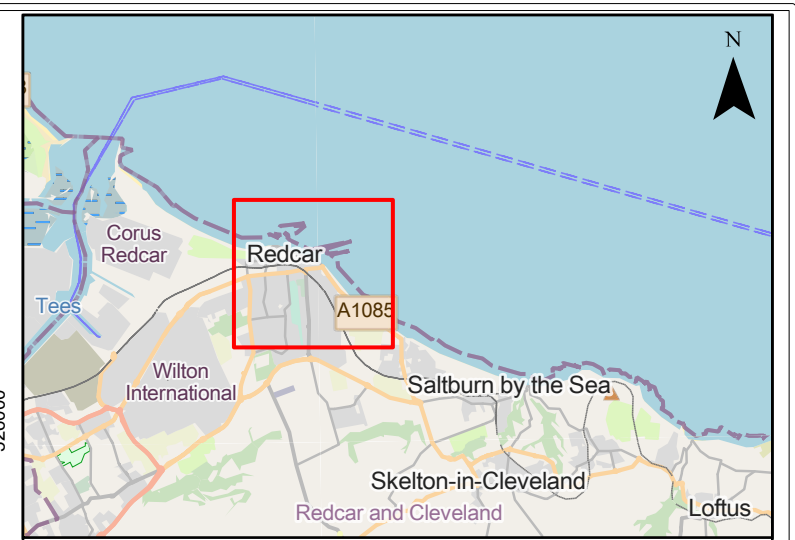 N
Corus
Redcar
Redcar
Tees
A1085
Wilton
International
Saltburn by the Sea
Skelton-in-Cleveland
Redcar and Cleveland
Loftus